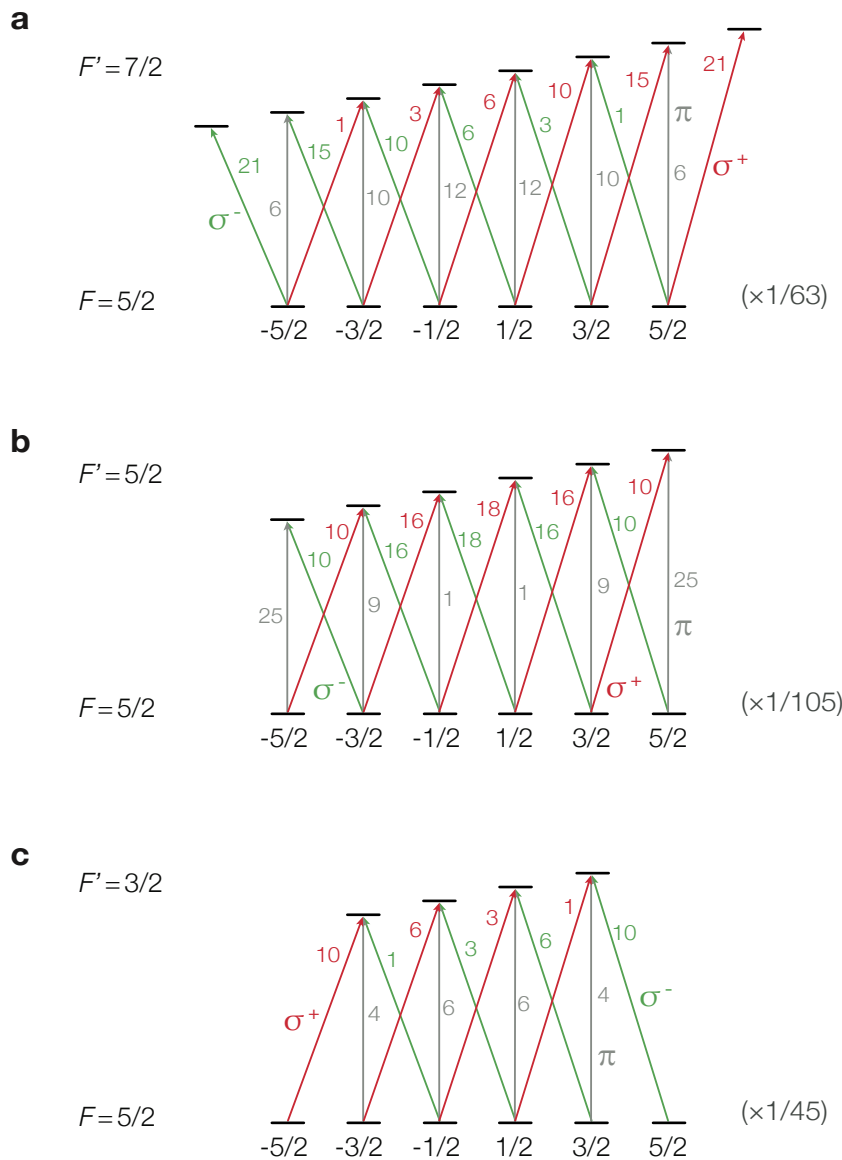 a
F' = 7/2
21 6 15 1 10 10 3 12 6 6 12 3 10 10 1 15 π 6 21
σ- σ+
F = 5/2 (×1/63)
-5/2 -3/2 -1/2 1/2 3/2 5/2
b
F' = 5/2
25 10 10 9 16 16 1 18 18 1 16 16 9 10 10 25
σ- σ+ π
F = 5/2 (×1/105)
-5/2 -3/2 -1/2 1/2 3/2 5/2
c
F' = 3/2
10 4 1 6 6 3 3 6 6 1 4 10
σ+ π σ-
F = 5/2 (×1/45)
-5/2 -3/2 -1/2 1/2 3/2 5/2